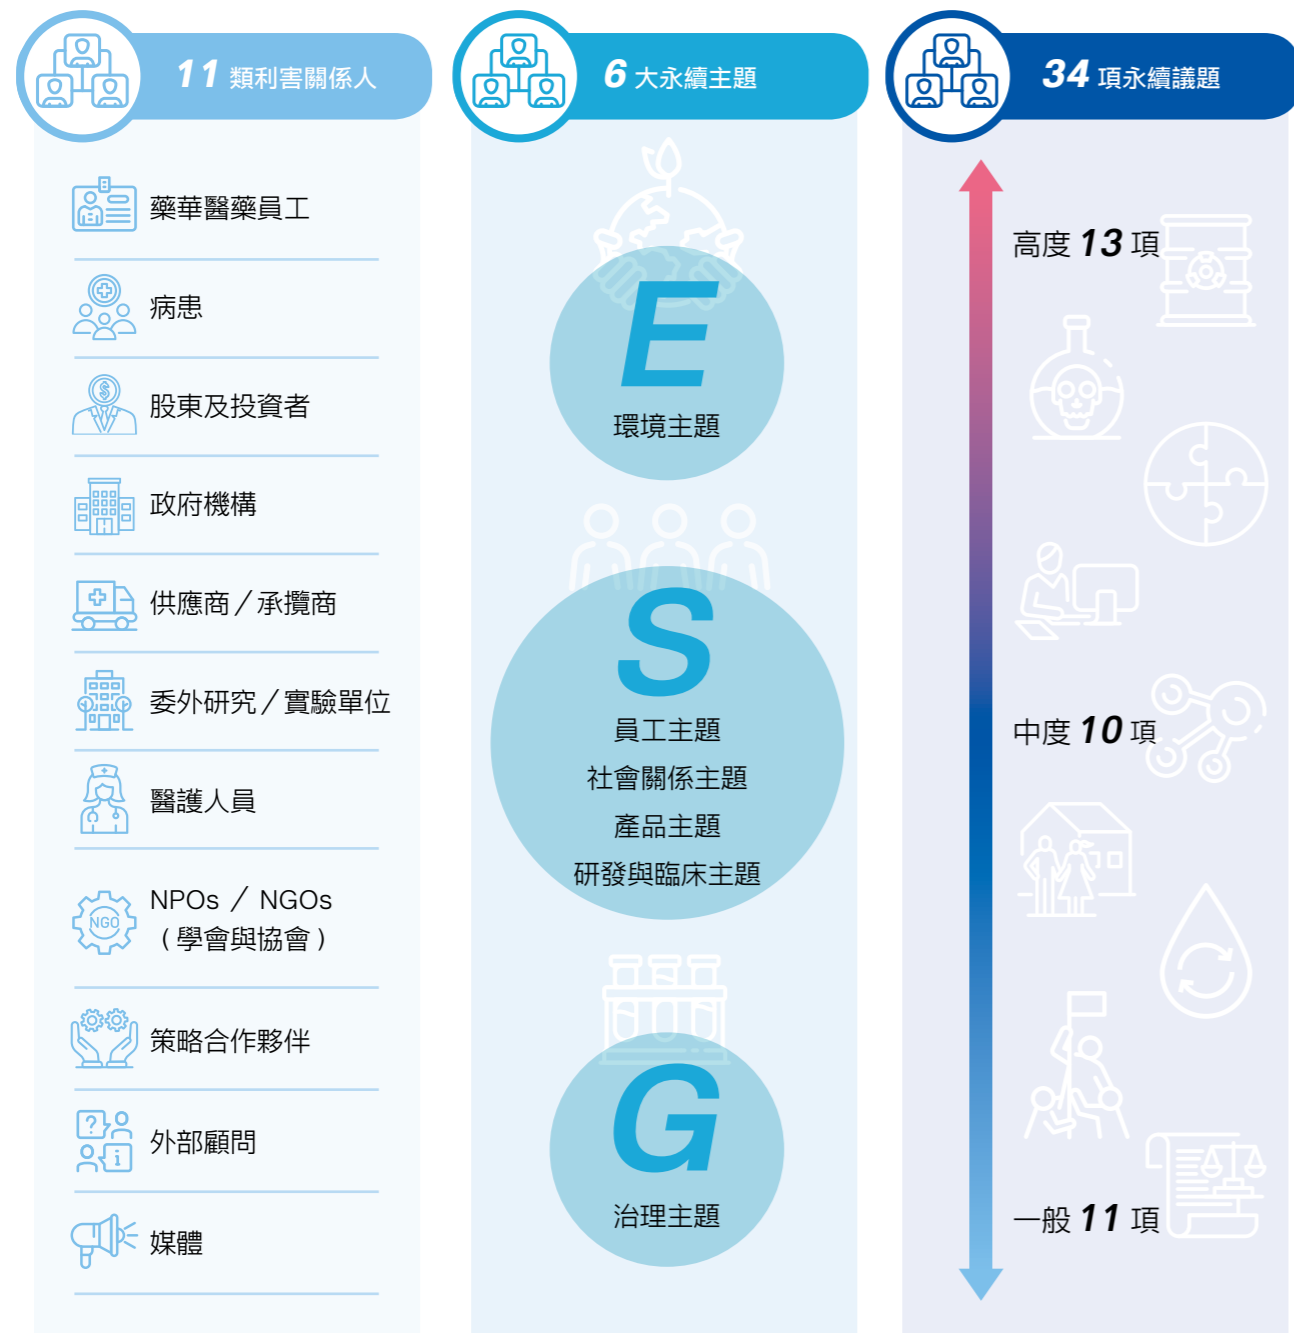 11 類利害關係人
藥華醫藥員工
病患
股東及投資者
政府機構
供應商／承攬商
委外研究／實驗單位
醫護人員
NGO
NPOs ／ NGOs
（學會與協會）
策略合作夥伴
外部顧問
媒體
6 大永續主題
E
環境主題
S
員工主題
社會關係主題
產品主題
研發與臨床主題
G
治理主題
34 項永續議題
高度 13 項
中度 10 項
一般 11 項